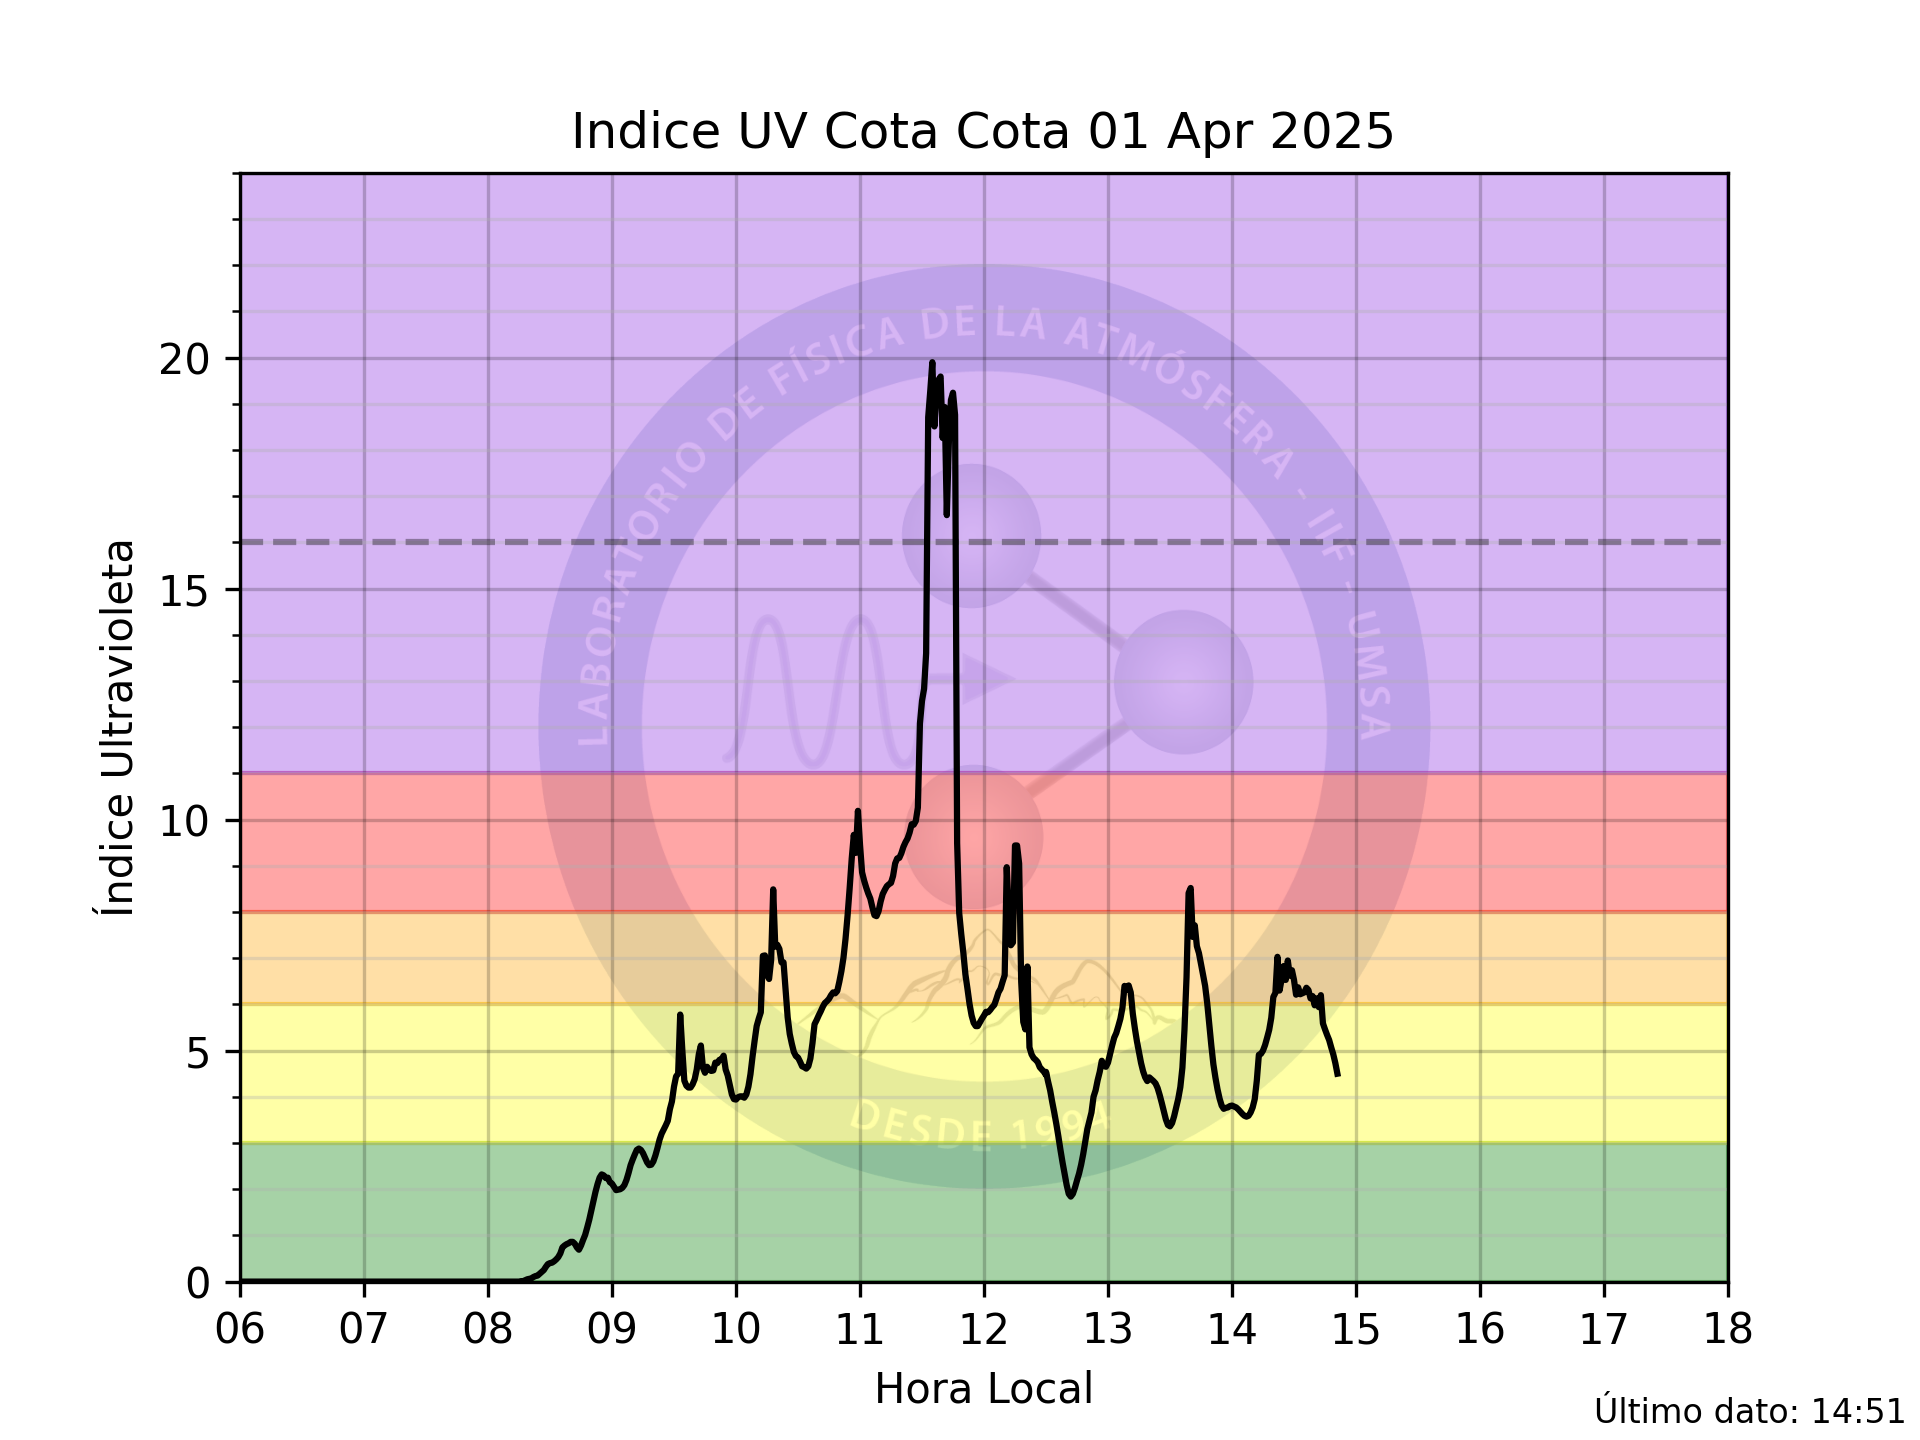 Indice UV Cota Cota 01 Apr 2025
Índice Ultravioleta
20
15
10
5
0
LABORATORIO DE FÍSICA DE LA ATMÓSFERA - IIF - UMSA
DESDE 1994
06 07 08 09 10 11 12 13 14 15 16 17 18
Hora Local
Último dato: 14:51